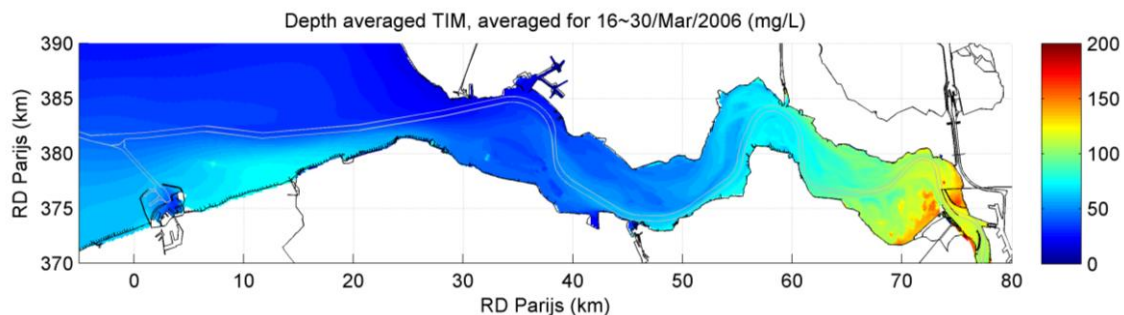 Depth averaged TIM, averaged for 16~30/Mar/2006 (mg/L)
390
385
380
375
370
RD Parijs (km)
0 10 20 30 40 50 60 70 80
RD Parijs (km)
200
150
100
50
0